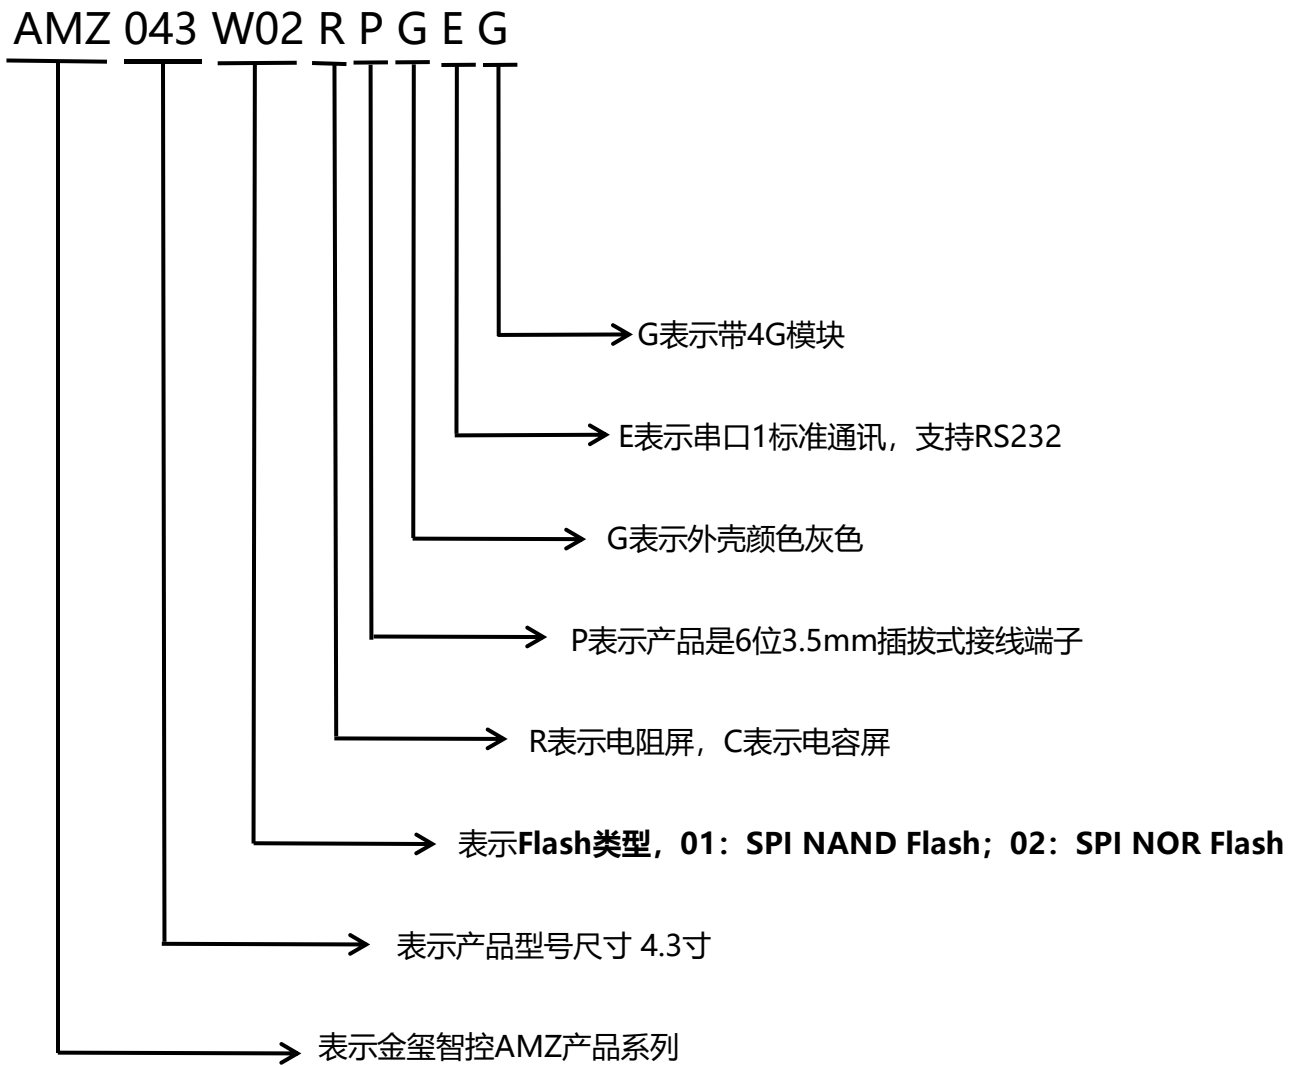 AMZ 043 W02 R P G E G
G表示带4G模块
E表示串口1标准通讯，支持RS232
G表示外壳颜色灰色
P表示产品是6位3.5mm插拔式接线端子
R表示电阻屏，C表示电容屏
表示Flash类型，01：SPI NAND Flash；02：SPI NOR Flash
表示产品型号尺寸 4.3寸
表示金玺智控AMZ产品系列